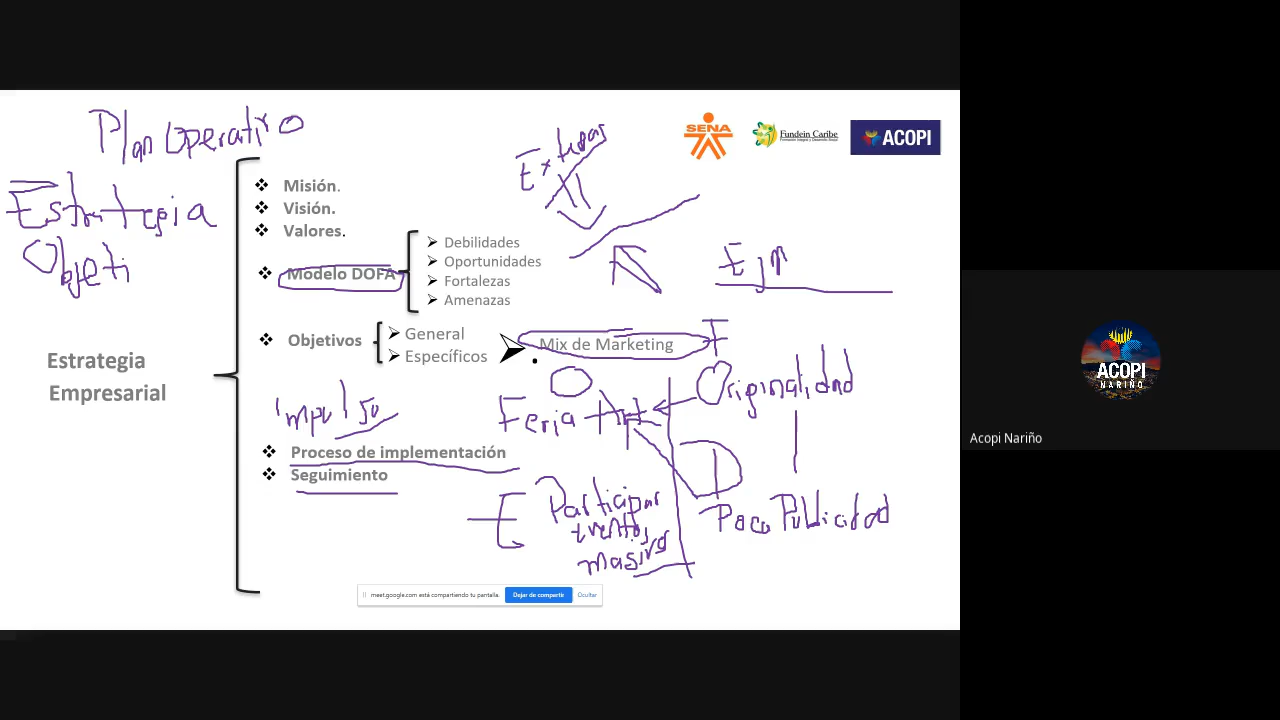 Plan Operativo
Estrategia
Objeti
SENA
Fundein Caribe
ACOPI
Externas
Misión.
Visión.
Valores.
Modelo DOFA
Debilidades
Oportunidades
Fortalezas
Amenazas
Objetivos
General
Específicos
Mix de Marketing
Estrategia
Empresarial
F
O
Originalidad
Impulso
Feria Art
Proceso de implementación
Seguimiento
D
E
Participar
eventos
masivos
Poca Publicidad
meet.google.com está compartiendo tu pantalla.
Dejar de compartir
Ocultar
ACOPI
NARIÑO
Acopi Nariño